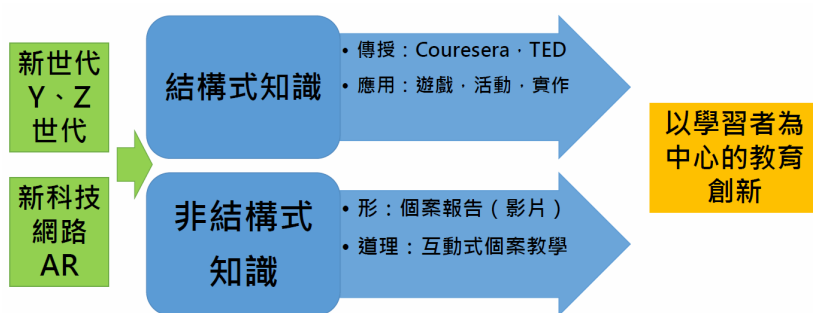 新世代
Y、Z
世代
新科技
網路
AR
結構式知識
• 傳授：Couresera，TED
• 應用：遊戲，活動，實作
非結構式
知識
• 形：個案報告（影片）
• 道理：互動式個案教學
以學習者為
中心的教育
創新